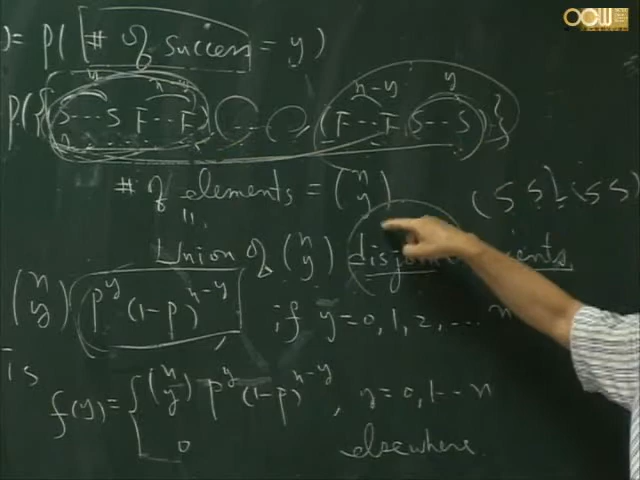 OCW
)= P( # of success = y )
y n-y n-y y
P({(S...S F...F), ..., (F...F S...S)})
# of elements = (n y) (S S), (S S)
Union of (n y) disjoint events,
(n y) p^y (1-p)^{n-y} if y=0,1,2,...n
is
f(y)= { (n y) p^y (1-p)^{n-y}, y=0,1...n
0 elsewhere.